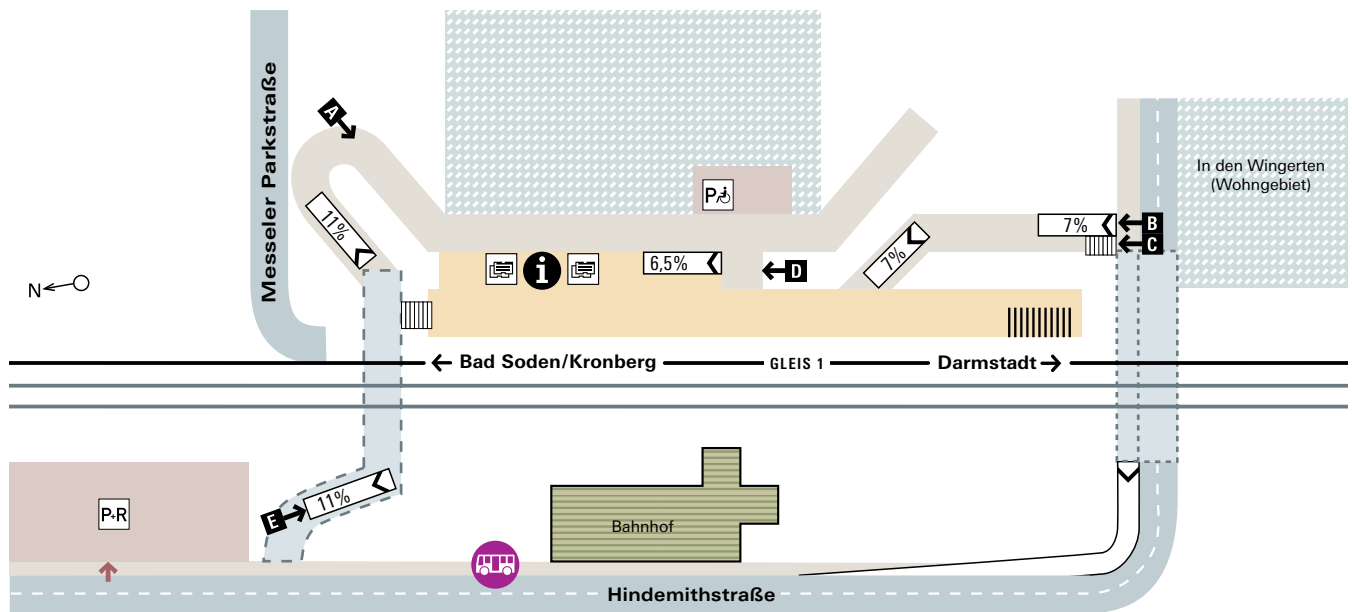 Messeler Parkstraße
A
11%
P
In den Wingerten
(Wohngebiet)
B
7%
C
7%
6,5%
D
i
N
Bad Soden/Kronberg
GLEIS 1
Darmstadt
P+R
E
11%
Bahnhof
Hindemithstraße